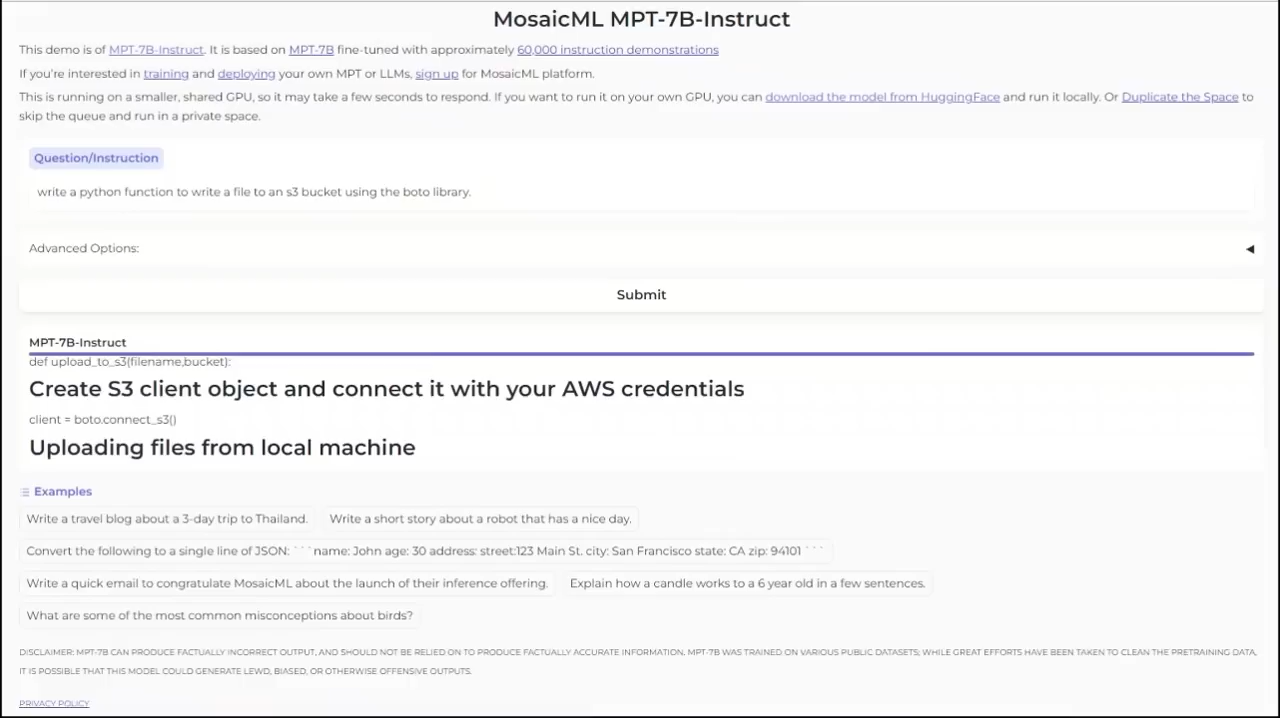 MosaicML MPT-7B-Instruct
This demo is of MPT-7B-Instruct. It is based on MPT-7B fine-tuned with approximately 60,000 instruction demonstrations
If you're interested in training and deploying your own MPT or LLMs, sign up for MosaicML platform.
This is running on a smaller, shared GPU, so it may take a few seconds to respond. If you want to run it on your own GPU, you can download the model from HuggingFace and run it locally. Or Duplicate the Space to
skip the queue and run in a private space.
Question/Instruction
write a python function to write a file to an s3 bucket using the boto library.
Advanced Options:
Submit
MPT-7B-Instruct
def upload_to_s3(filename,bucket):
Create S3 client object and connect it with your AWS credentials
client = boto.connect_s3()
Uploading files from local machine
Examples
Write a travel blog about a 3-day trip to Thailand. Write a short story about a robot that has a nice day.
Convert the following to a single line of JSON: ```name: John age: 30 address: street:123 Main St. city: San Francisco state: CA zip: 94101 ```
Write a quick email to congratulate MosaicML about the launch of their inference offering. Explain how a candle works to a 6 year old in a few sentences.
What are some of the most common misconceptions about birds?
DISCLAIMER: MPT-7B CAN PRODUCE FACTUALLY INCORRECT OUTPUT, AND SHOULD NOT BE RELIED ON TO PRODUCE FACTUALLY ACCURATE INFORMATION. MPT-7B WAS TRAINED ON VARIOUS PUBLIC DATASETS; WHILE GREAT EFFORTS HAVE BEEN TAKEN TO CLEAN THE PRETRAINING DATA,
IT IS POSSIBLE THAT THIS MODEL COULD GENERATE LEWD, BIASED, OR OTHERWISE OFFENSIVE OUTPUTS.
PRIVACY POLICY